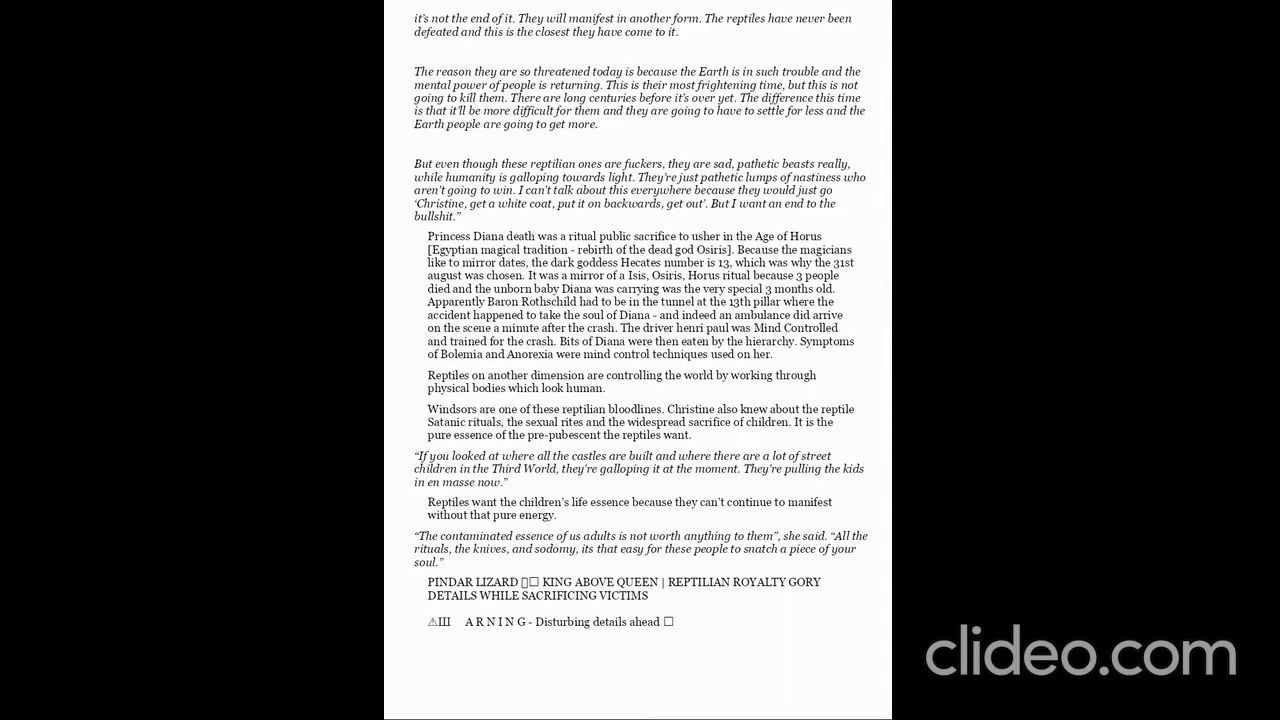 it's not the end of it. They will manifest in another form. The reptiles have never been
defeated and this is the closest they have come to it.
The reason they are so threatened today is because the Earth is in such trouble and the
mental power of people is returning. This is their most frightening time, but this is not
going to kill them. There are long centuries before it's over yet. The difference this time
is that it'll be more difficult for them and they are going to have to settle for less and the
Earth people are going to get more.
But even though these reptilian ones are fuckers, they are sad, pathetic beasts really,
while humanity is galloping towards light. They're just pathetic lumps of nastiness who
aren't going to win. I can't talk about this everywhere because they would just go
‘Christine, get a white coat, put it on backwards, get out’. But I want an end to the
bullshit.”
Princess Diana death was a ritual public sacrifice to usher in the Age of Horus
[Egyptian magical tradition - rebirth of the dead god Osiris]. Because the magicians
like to mirror dates, the dark goddess Hecates number is 13, which was why the 31st
august was chosen. It was a mirror of a Isis, Osiris, Horus ritual because 3 people
died and the unborn baby Diana was carrying was the very special 3 months old.
Apparently Baron Rothschild had to be in the tunnel at the 13th pillar where the
accident happened to take the soul of Diana - and indeed an ambulance did arrive
on the scene a minute after the crash. The driver henri paul was Mind Controlled
and trained for the crash. Bits of Diana were then eaten by the hierarchy. Symptoms
of Bolemia and Anorexia were mind control techniques used on her.
Reptiles on another dimension are controlling the world by working through
physical bodies which look human.
Windsors are one of these reptilian bloodlines. Christine also knew about the reptile
Satanic rituals, the sexual rites and the widespread sacrifice of children. It is the
pure essence of the pre-pubescent the reptiles want.
“If you looked at where all the castles are built and where there are a lot of street
children in the Third World, they're galloping it at the moment. They're pulling the kids
in en masse now.”
Reptiles want the children's life essence because they can't continue to manifest
without that pure energy.
“The contaminated essence of us adults is not worth anything to them”, she said. “All the
rituals, the knives, and sodomy, its that easy for these people to snatch a piece of your
soul.”
PINDAR LIZARD ▯☐ KING ABOVE QUEEN | REPTILIAN ROYALTY GORY
DETAILS WHILE SACRIFICING VICTIMS
⚠Ш A R N I N G - Disturbing details ahead ☐
clideo.com